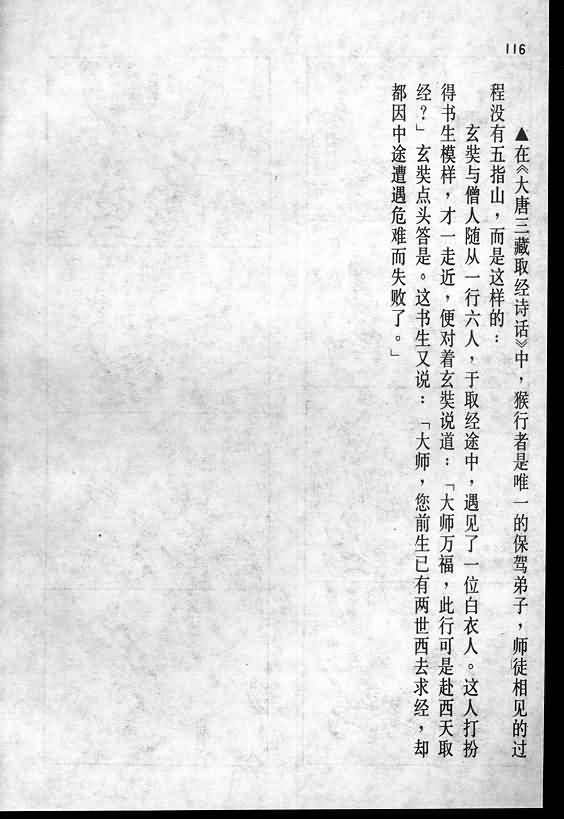 116
▲在《大唐三藏取经诗话》中，猴行者是唯一的保驾弟子，师徒相见的过
程没有五指山，而是这样的：
玄奘与僧人随从一行六人，于取经途中，遇见了一位白衣人。这人打扮
得书生模样，才一走近，便对着玄奘说道：「大师万福，此行可是赴西天取
经？」玄奘点头答是。这书生又说：「大师，您前生已有两世西去求经，却
都因中途遭遇危难而失败了。」